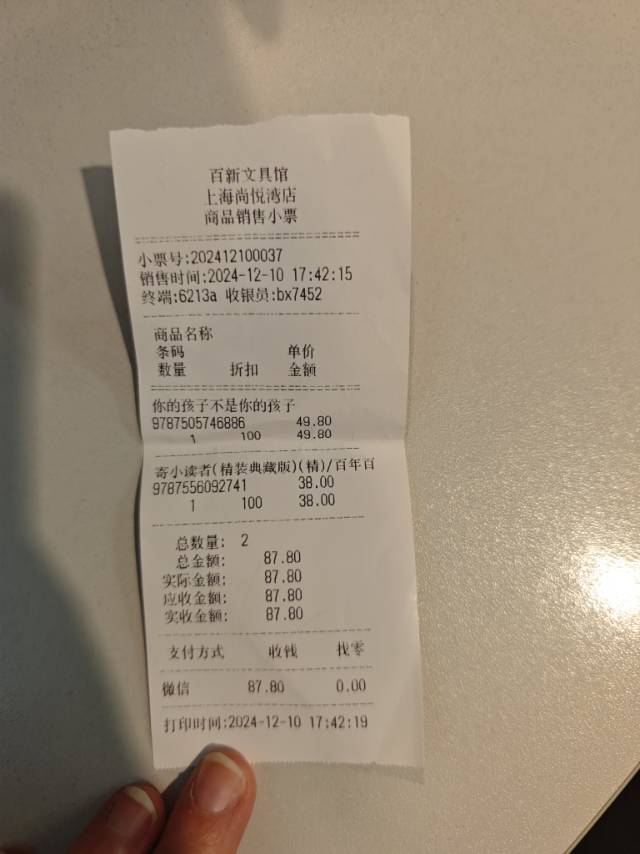 百新文具馆
上海尚悦湾店
商品销售小票
小票号:202412100037
销售时间:2024-12-10 17:42:15
终端:6213a 收银员:bx7452
商品名称
条码 单价
数量 折扣 金额
你的孩子不是你的孩子
9787505746886 49.80
1 100 49.80
寄小读者(精装典藏版)(精)/百年百
9787556092741 38.00
1 100 38.00
总数量: 2
总金额: 87.80
实际金额: 87.80
应收金额: 87.80
实收金额: 87.80
支付方式 收钱 找零
微信 87.80 0.00
打印时间:2024-12-10 17:42:19